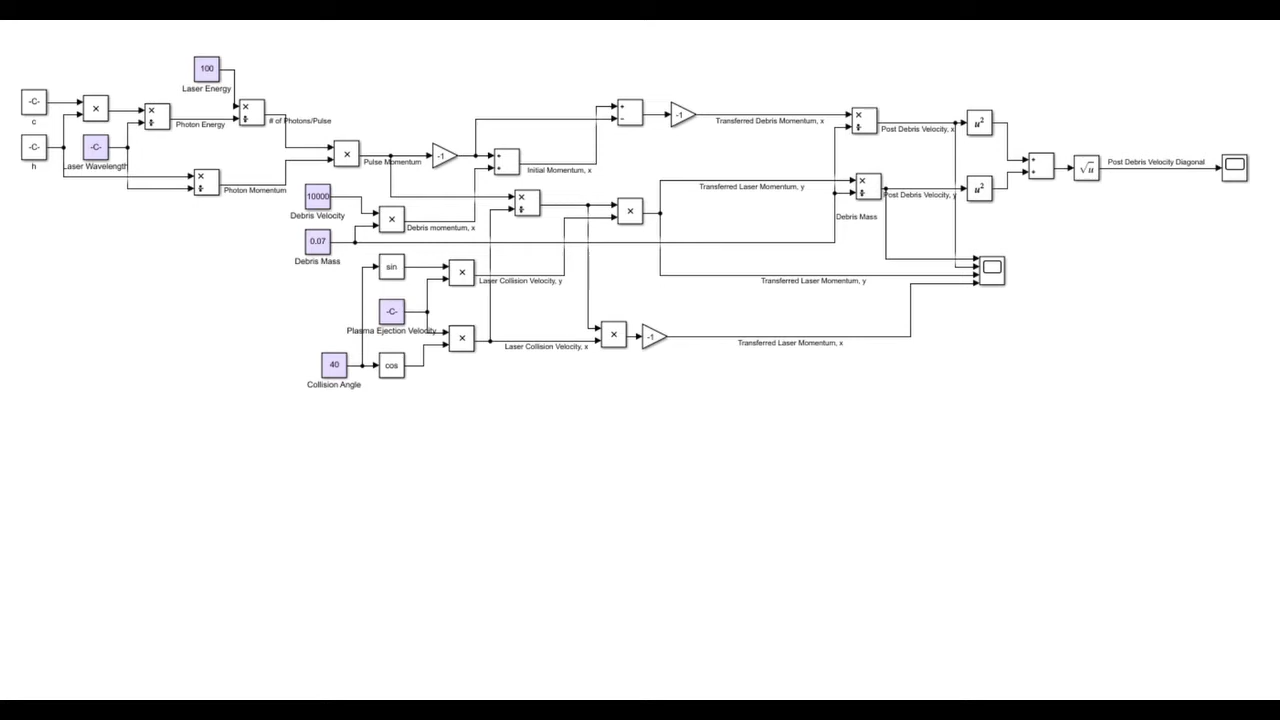 100
Laser Energy
-C-
c
×
×
÷
Photon Energy
×
÷
# of Photons/Pulse
-C-
h
-C-
Laser Wavelength
×
÷
Photon Momentum
×
Pulse Momentum
-1
+
+
Initial Momentum, x
+
−
-1
Transferred Debris Momentum, x
×
÷
Post Debris Velocity, x
u²
+
+
√u
Post Debris Velocity Diagonal
10000
Debris Velocity
×
Debris momentum, x
0.07
Debris Mass
×
÷
×
Transferred Laser Momentum, y
×
÷
Post Debris Velocity, y
u²
Debris Mass
sin
×
Laser Collision Velocity, y
Transferred Laser Momentum, y
-C-
Plasma Ejection Velocity
×
Laser Collision Velocity, x
×
-1
Transferred Laser Momentum, x
40
Collision Angle
cos